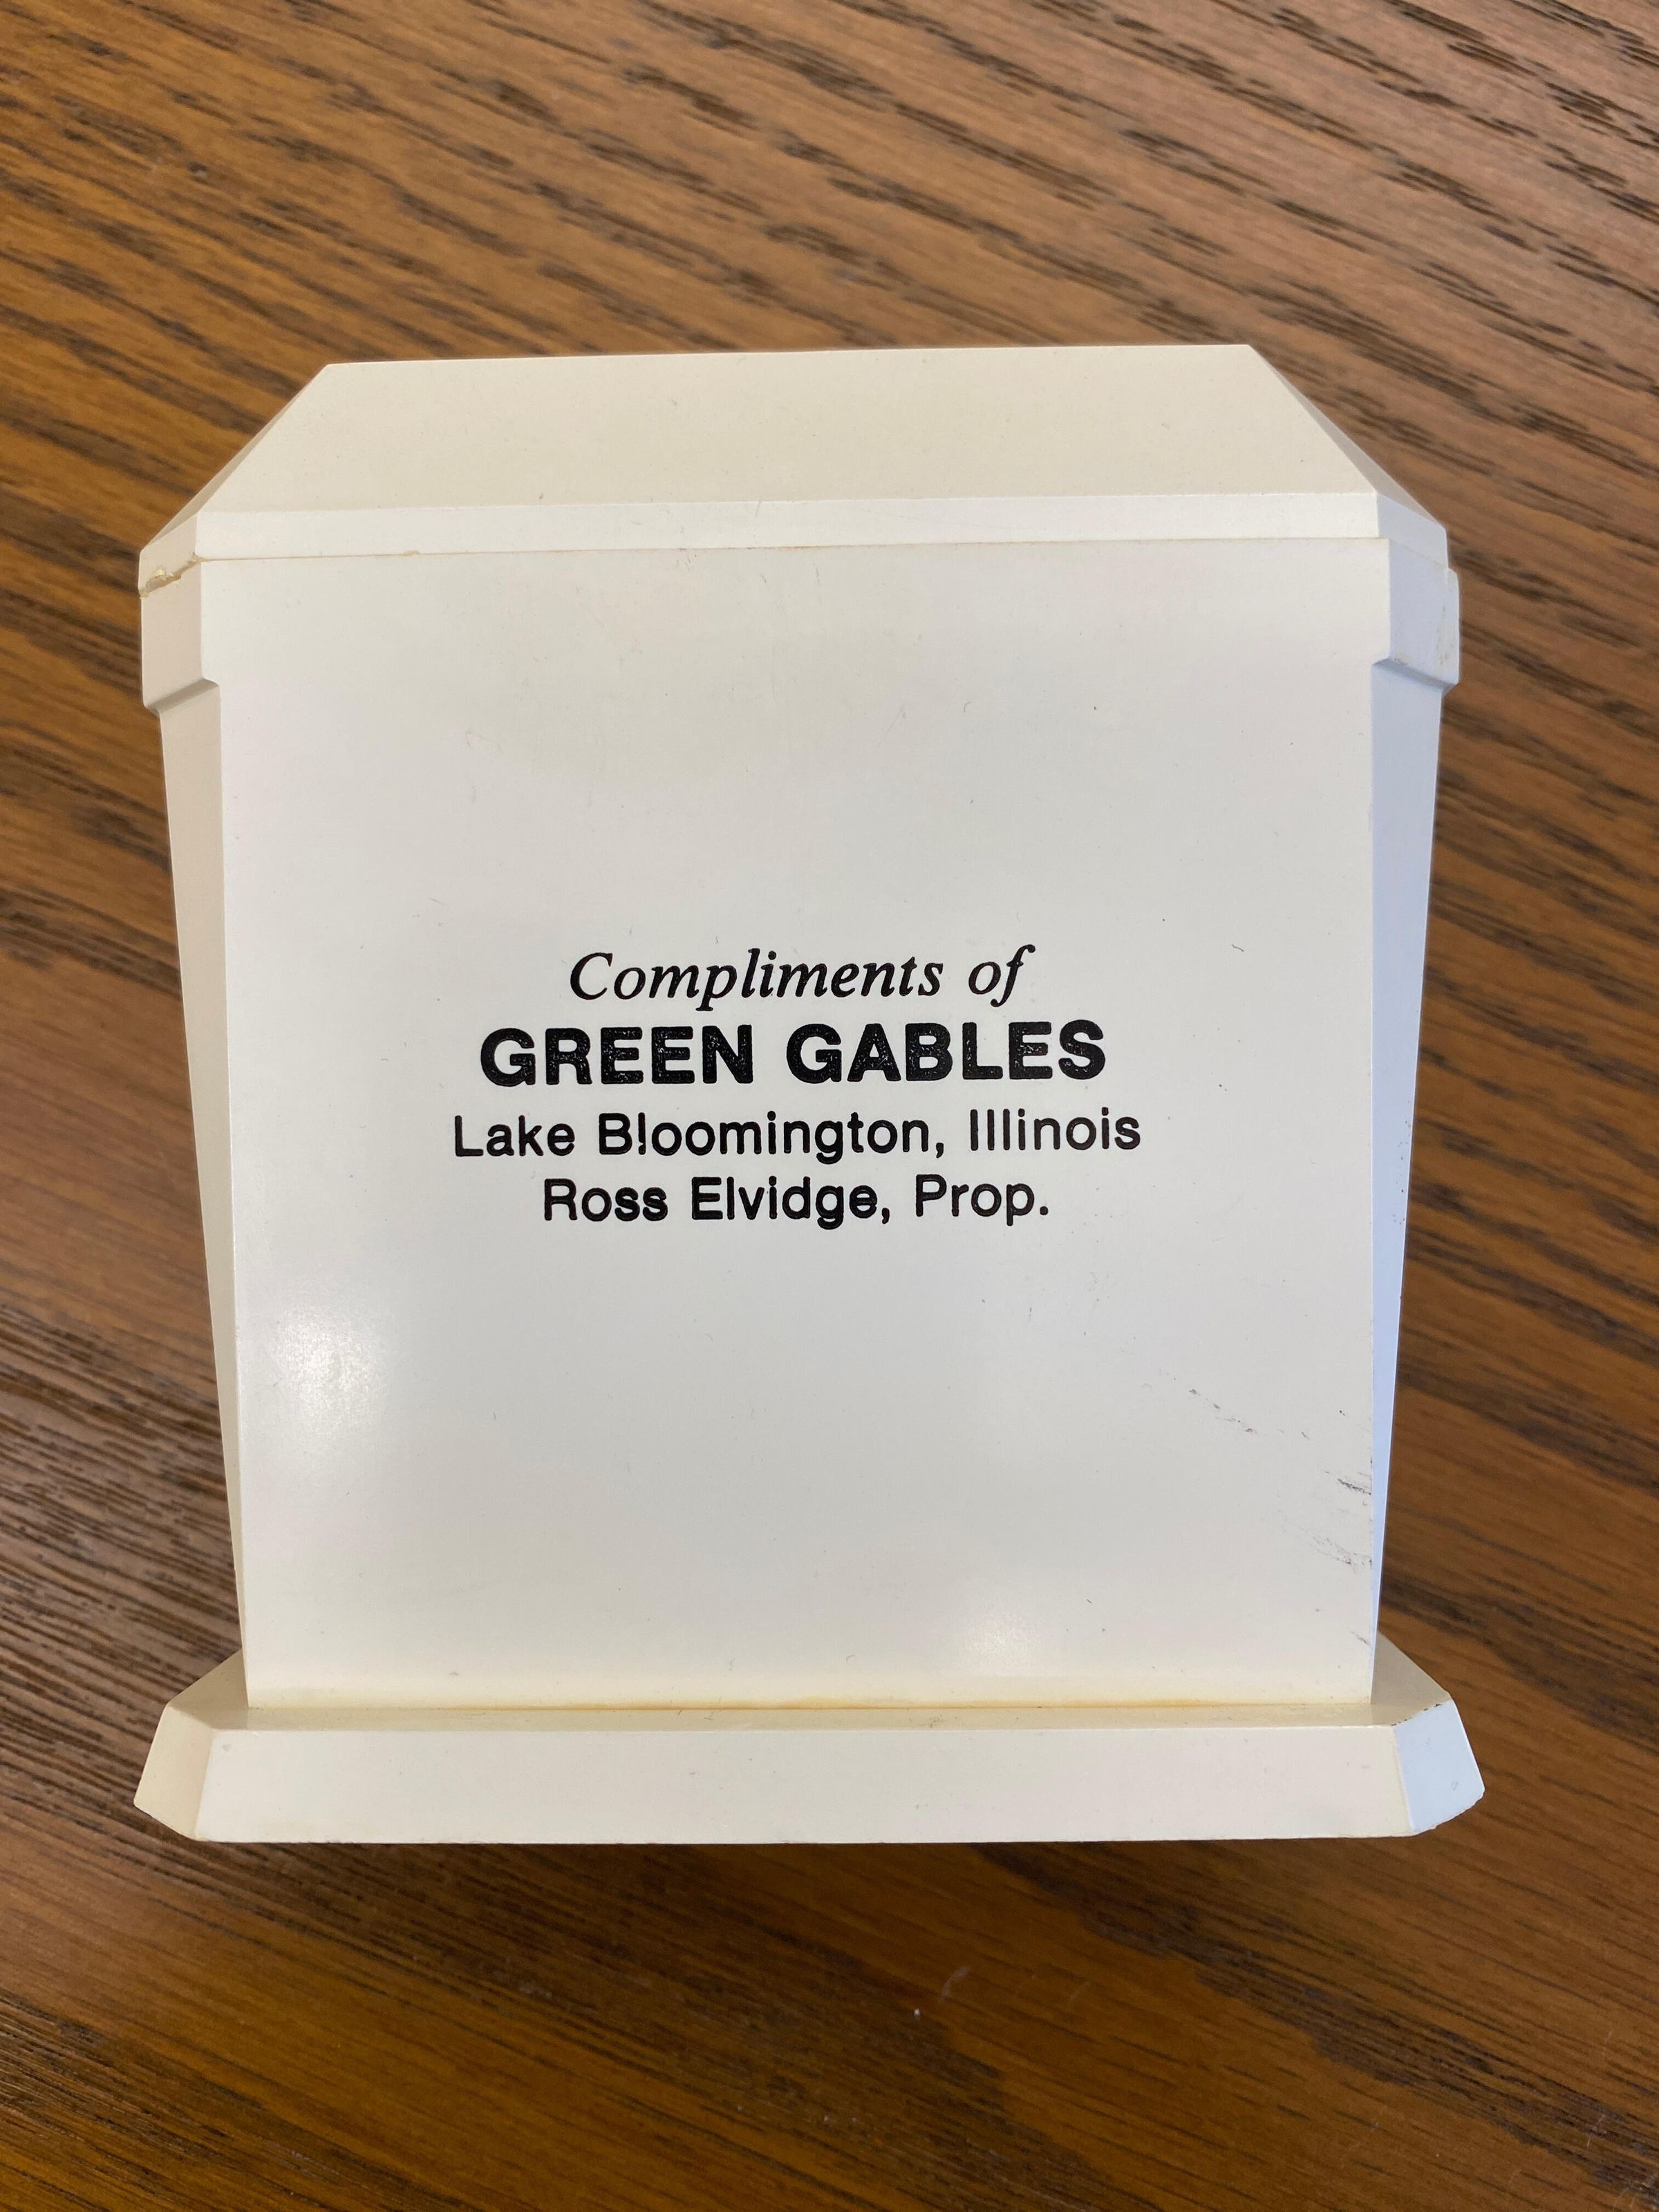 Compliments of
GREEN GABLES
Lake Bloomington, Illinois
Ross Elvidge, Prop.